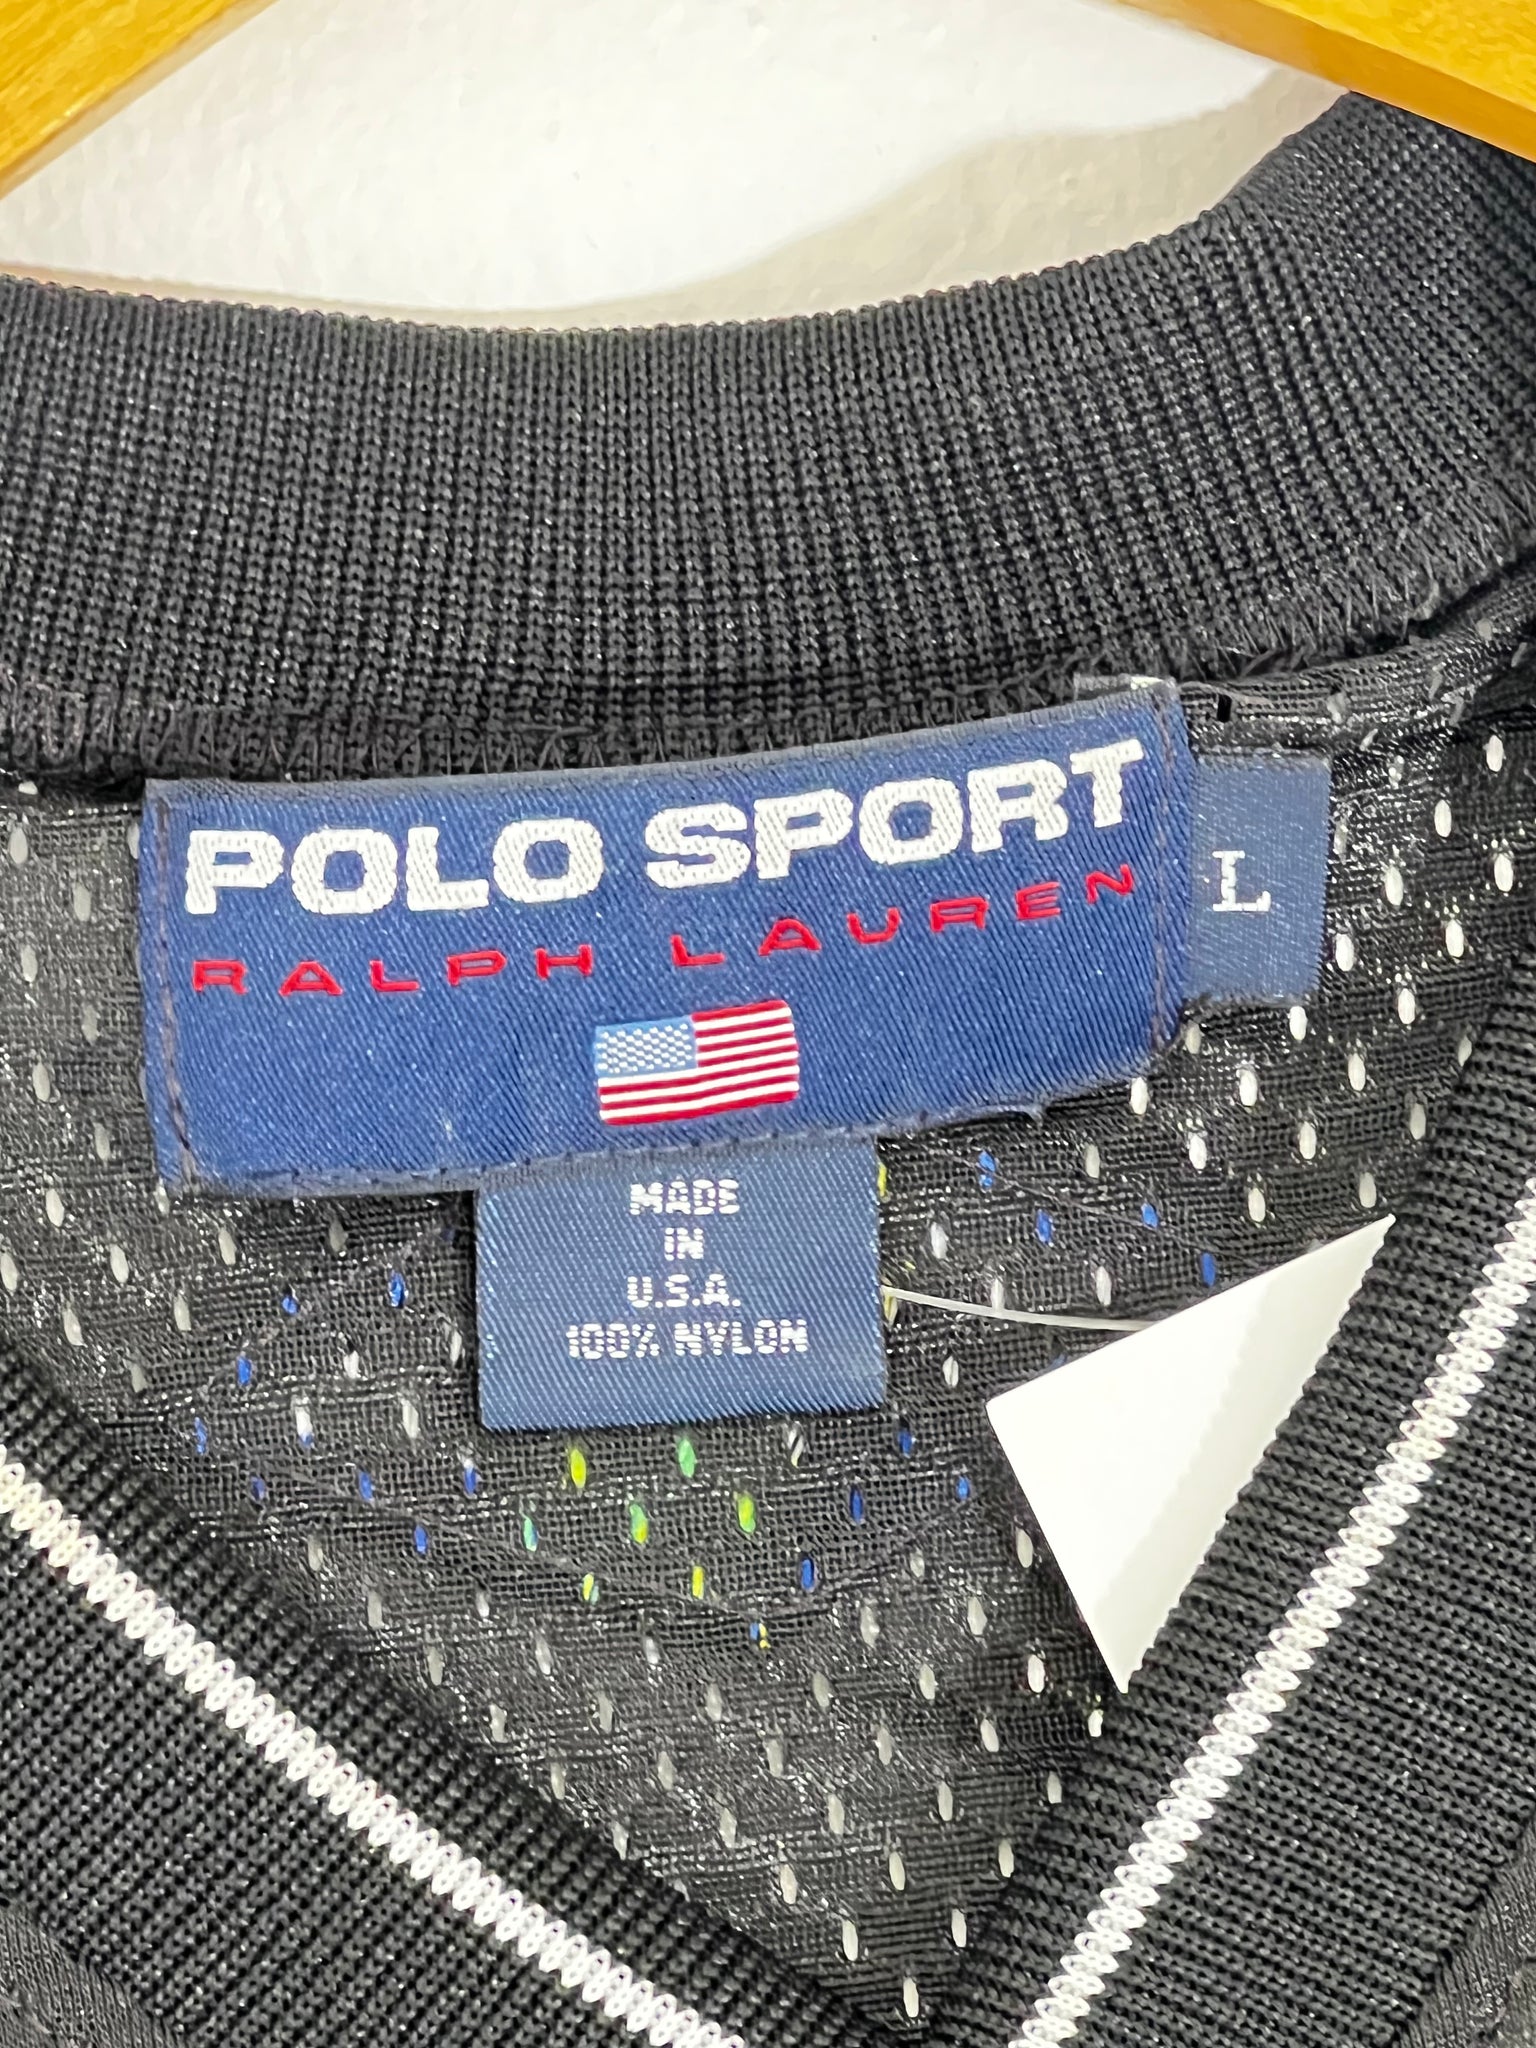 POLO SPORT
RALPH LAUREN
L
MADE
IN
U.S.A.
100% NYLON